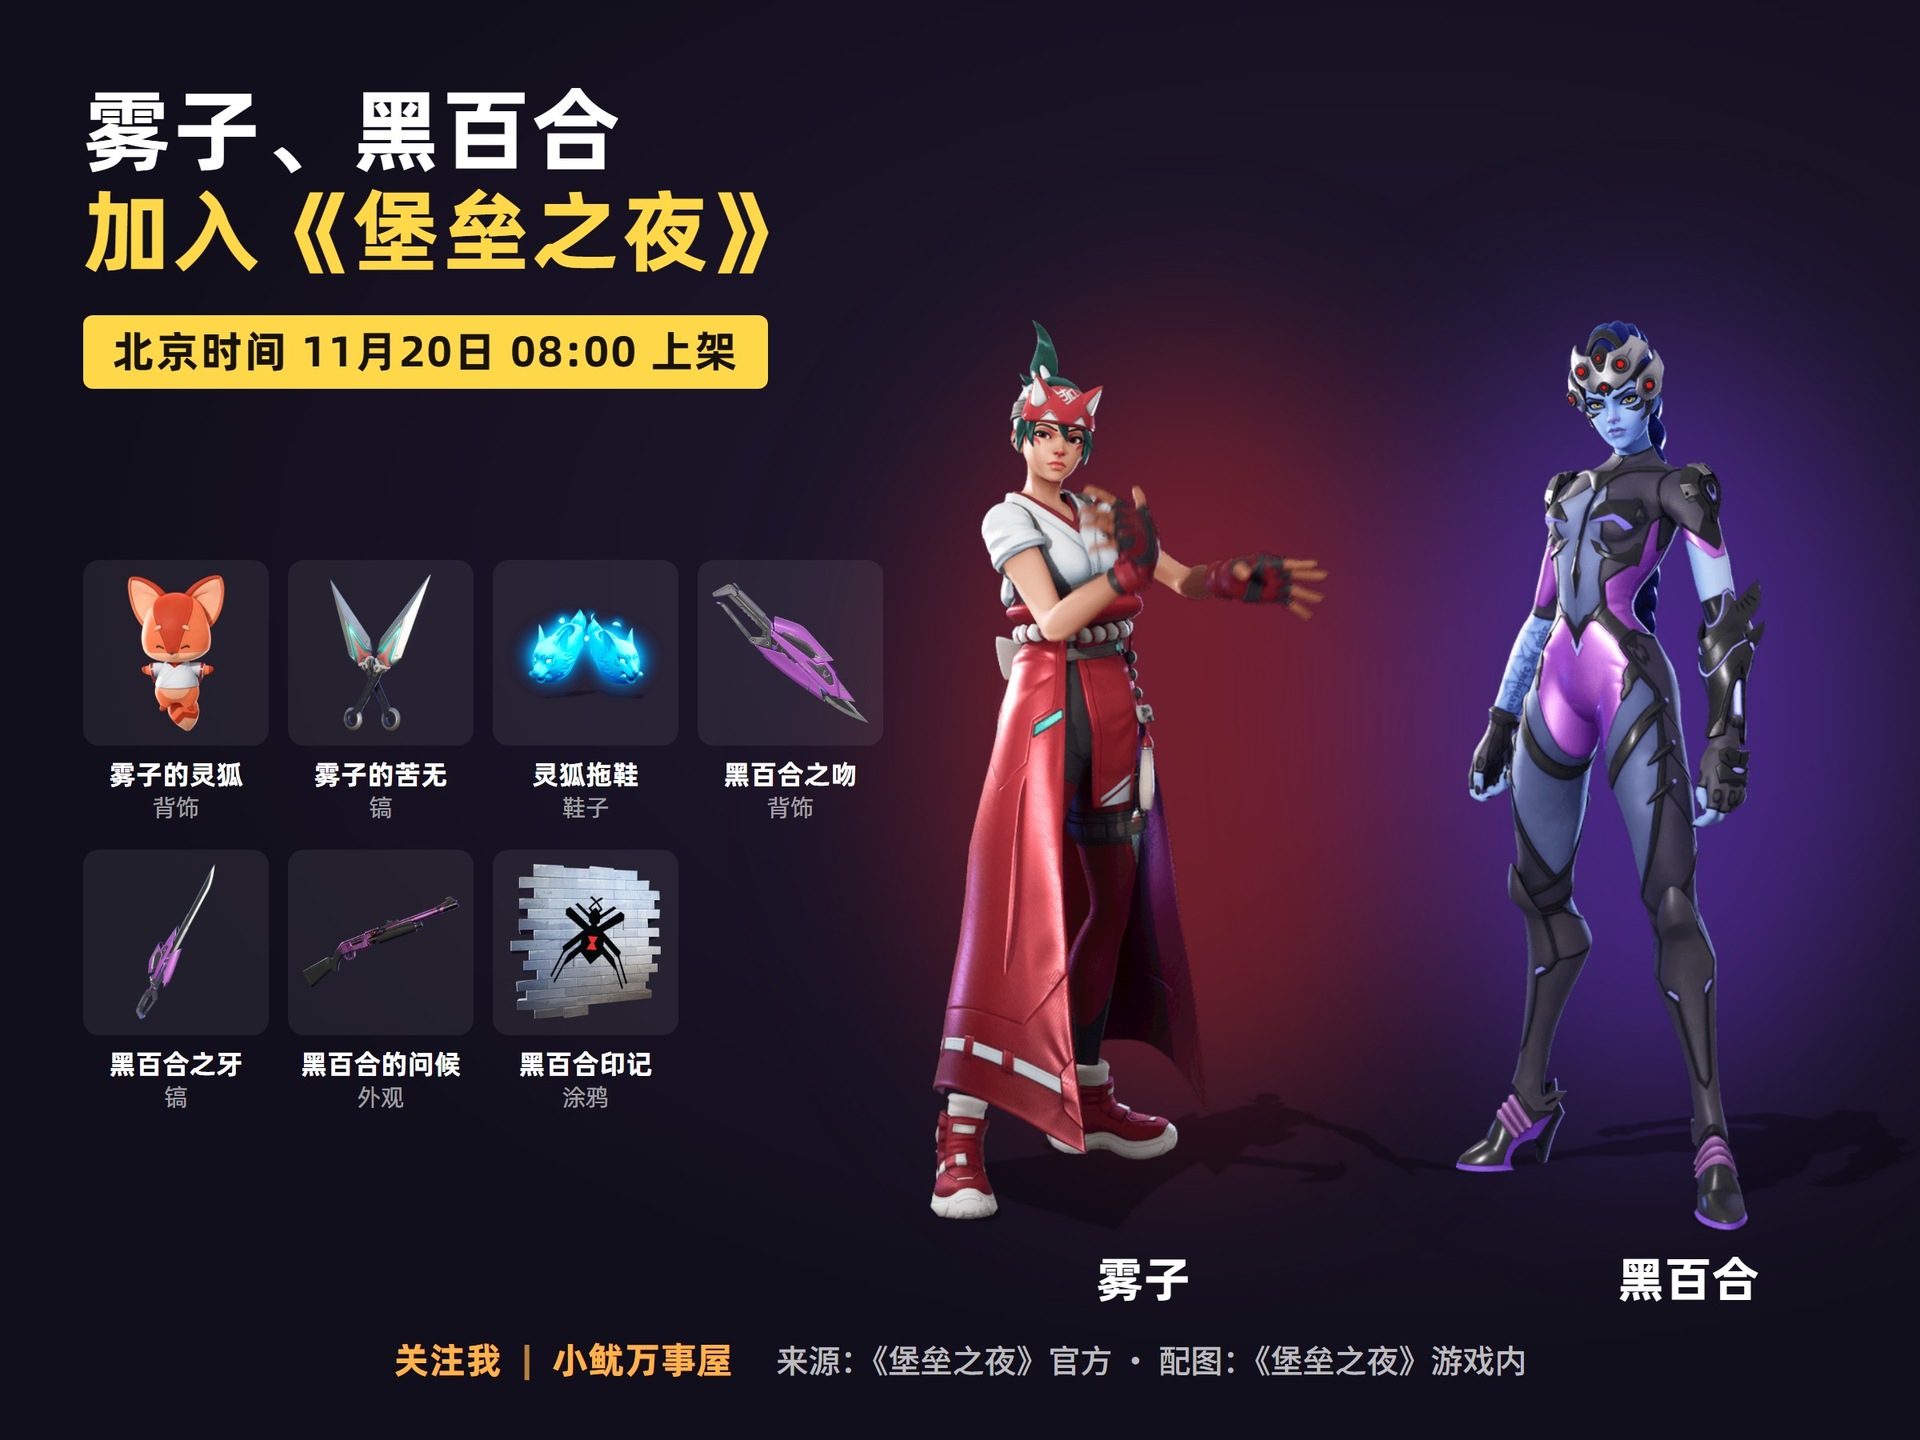 雾子、黑百合
加入《堡垒之夜》
北京时间 11月20日 08:00 上架
雾子的灵狐
背饰
雾子的苦无
镐
灵狐拖鞋
鞋子
黑百合之吻
背饰
黑百合之牙
镐
黑百合的问候
外观
黑百合印记
涂鸦
雾子
黑百合
关注我 | 小鱿万事屋 来源：《堡垒之夜》官方 · 配图：《堡垒之夜》游戏内